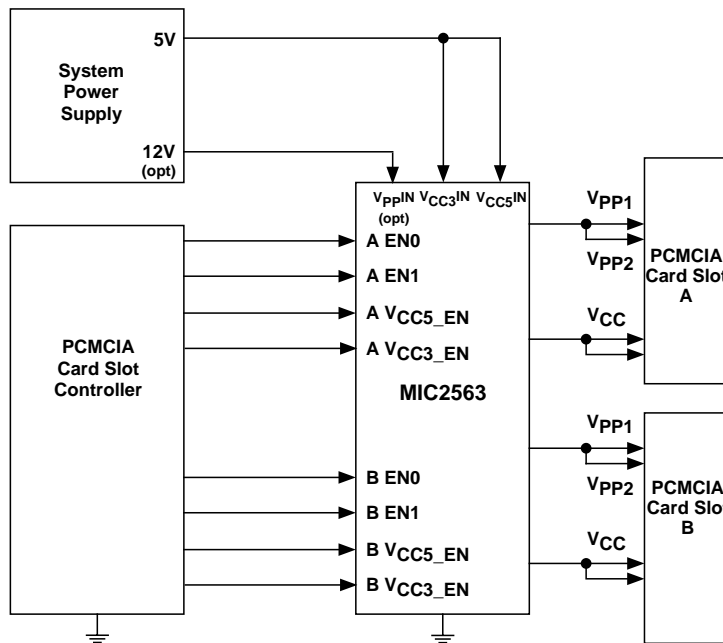 5V
System
Power
Supply
12V
(opt)
VPPIN VCC3IN VCC5IN
(opt)
A EN0
A EN1
A VCC5_EN
A VCC3_EN
PCMCIA
Card Slot
Controller
MIC2563
B EN0
B EN1
B VCC5_EN
B VCC3_EN
VPP1
VPP2
VCC
PCMCIA
Card Slot
A
VPP1
VPP2
VCC
PCMCIA
Card Slot
B